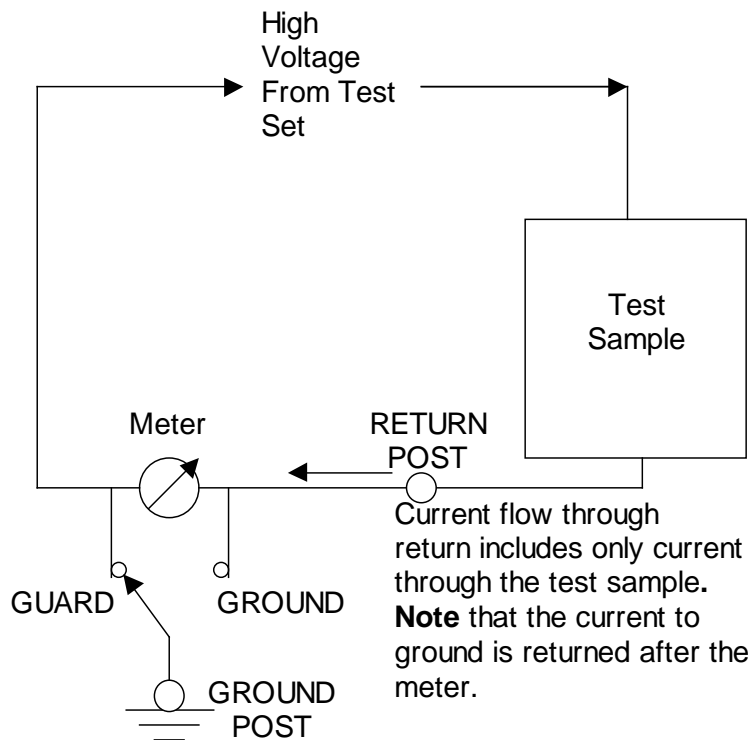 High
Voltage
From Test
Set
Test
Sample
Meter
RETURN
POST
Current flow through
return includes only current
through the test sample.
Note that the current to
ground is returned after the
meter.
GUARD
GROUND
GROUND
POST